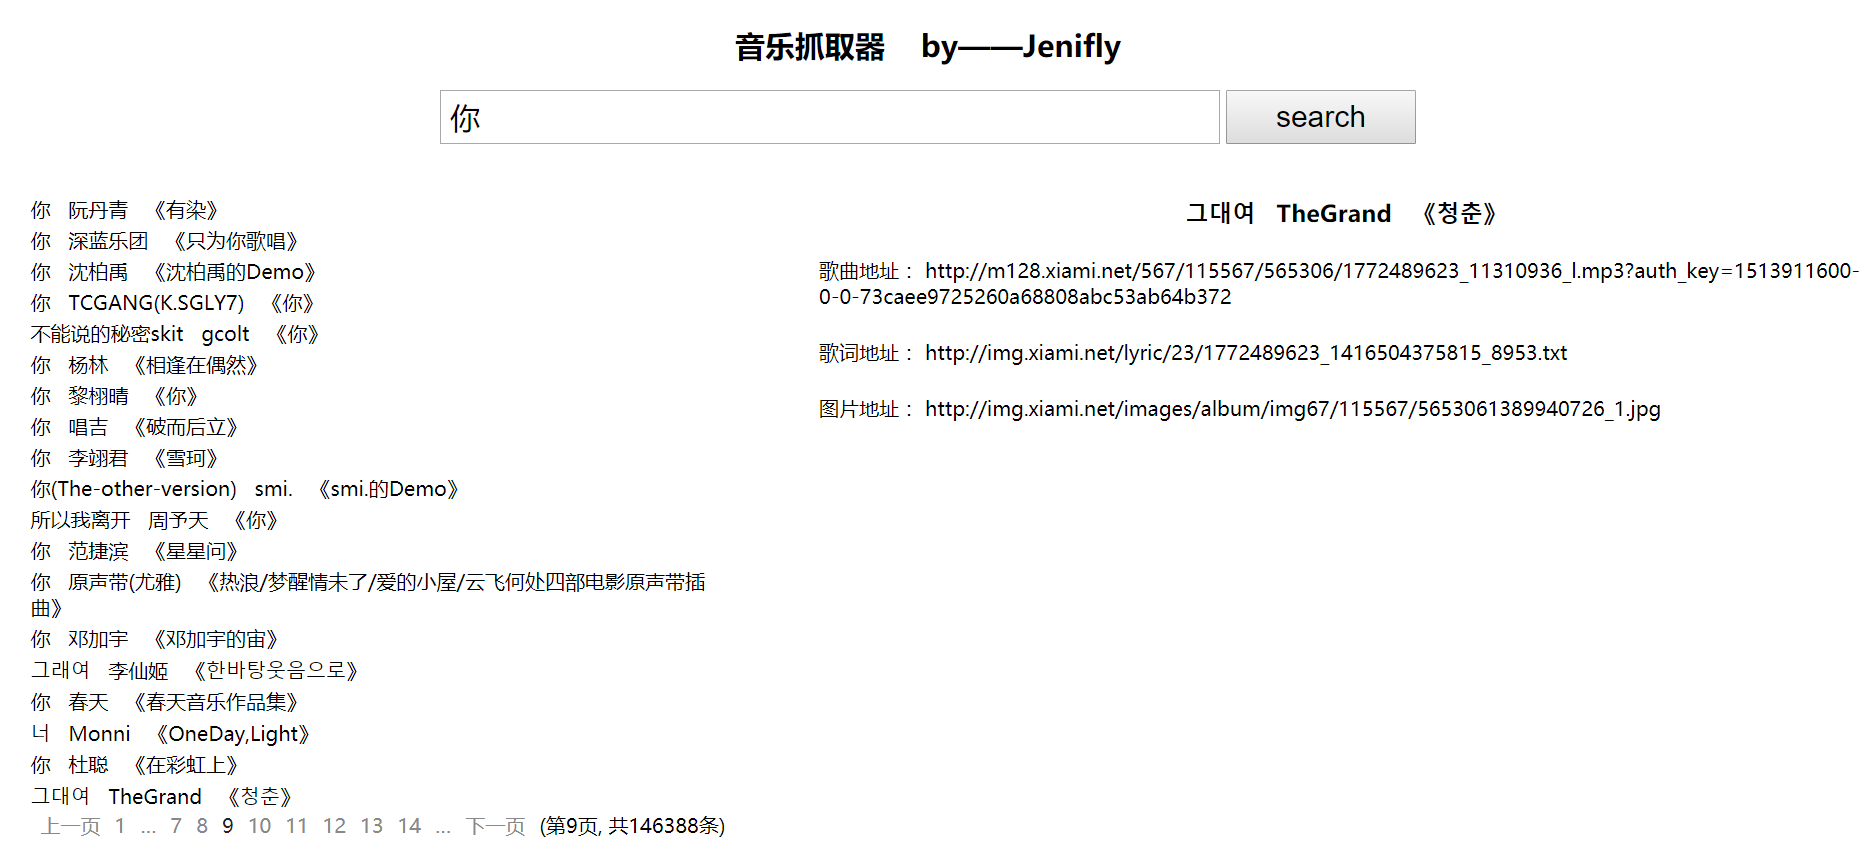 音乐抓取器 by——Jenifly
你
search
你 阮丹青 《有染》
你 深蓝乐团 《只为你歌唱》
你 沈柏禹 《沈柏禹的Demo》
你 TCGANG(K.SGLY7) 《你》
不能说的秘密skit gcolt 《你》
你 杨林 《相逢在偶然》
你 黎栩晴 《你》
你 唱吉 《破而后立》
你 李翊君 《雪珂》
你(The-other-version) smi. 《smi.的Demo》
所以我离开 周予天 《你》
你 范捷滨 《星星问》
你 原声带(尤雅) 《热浪/梦醒情未了/爱的小屋/云飞何处四部电影原声带插
曲》
你 邓加宇 《邓加宇的宙》
그래여 李仙姬 《한바탕웃음으로》
你 春天 《春天音乐作品集》
너 Monni 《OneDay,Light》
你 杜聪 《在彩虹上》
그대여 TheGrand 《청춘》
上一页 1 ... 7 8 9 10 11 12 13 14 ... 下一页 (第9页, 共146388条)
그대여 TheGrand 《청춘》
歌曲地址： http://m128.xiami.net/567/115567/565306/1772489623_11310936_l.mp3?auth_key=1513911600-
0-0-73caee9725260a68808abc53ab64b372
歌词地址： http://img.xiami.net/lyric/23/1772489623_1416504375815_8953.txt
图片地址： http://img.xiami.net/images/album/img67/115567/5653061389940726_1.jpg